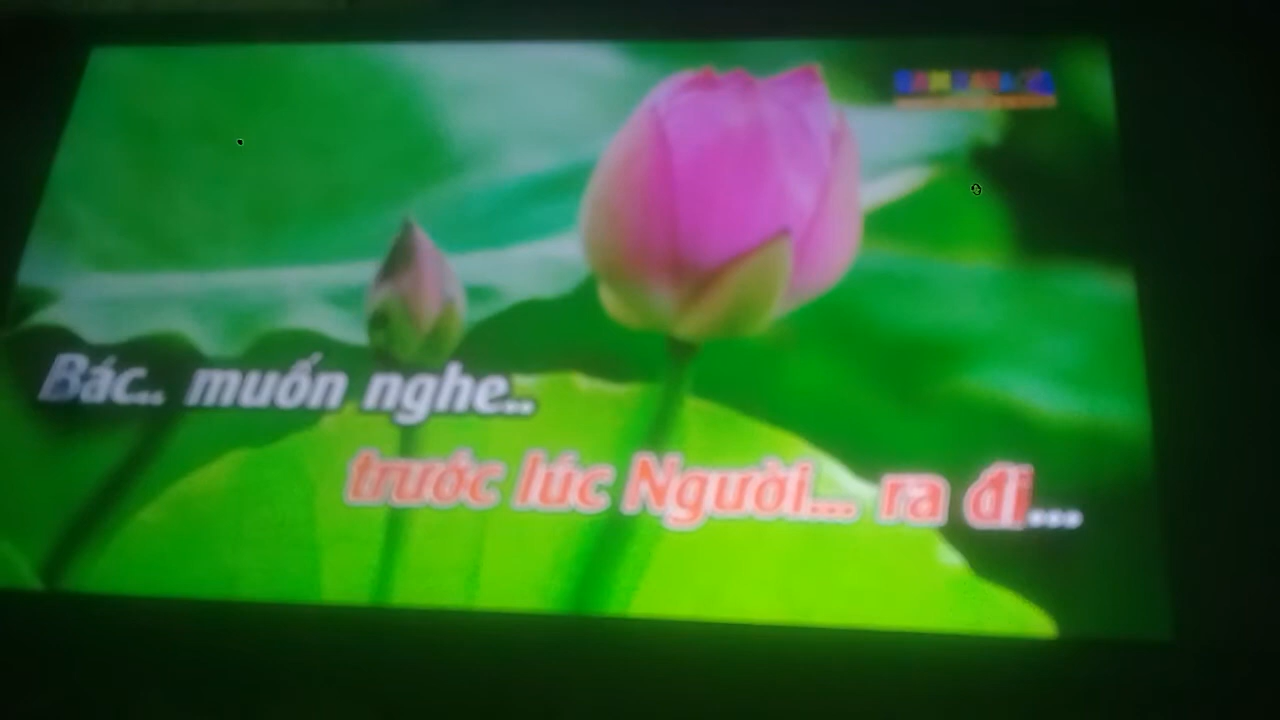 Bác.. muốn nghe..
trước lúc Người... ra đi...